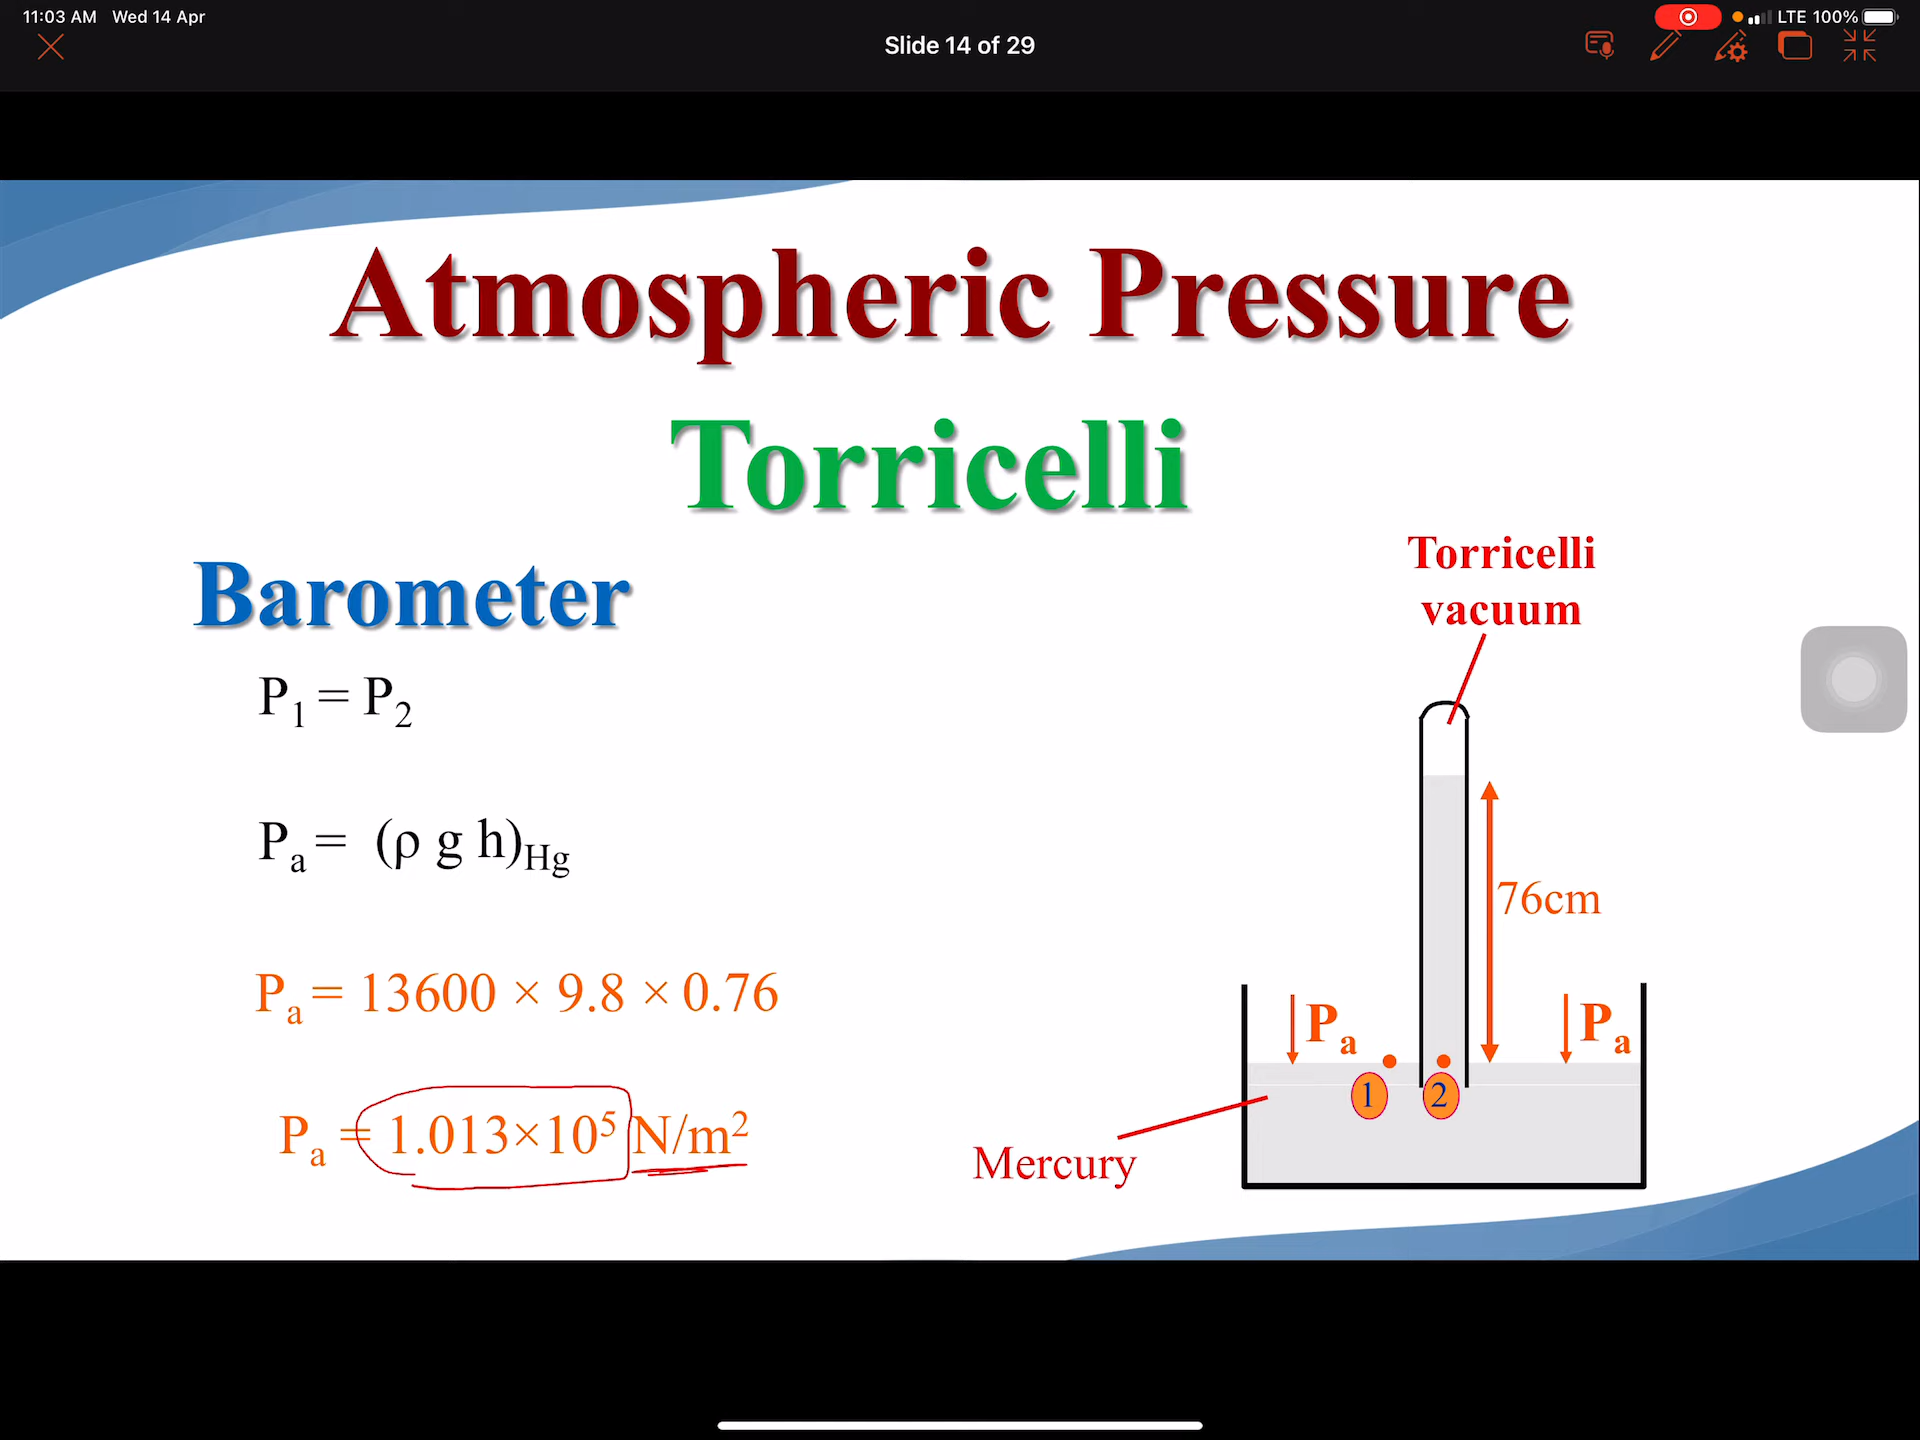 11:03 AM Wed 14 Apr
LTE 100%
Slide 14 of 29
Atmospheric Pressure
Torricelli
Barometer
P₁ = P₂
Pₐ = (ρ g h)Hg
Pₐ = 13600 × 9.8 × 0.76
Pₐ = 1.013×10⁵ N/m²
Torricelli
vacuum
76cm
Pₐ
Pₐ
1
2
Mercury